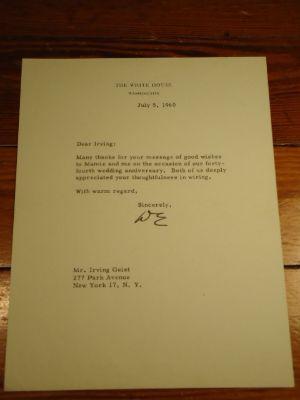 THE WHITE HOUSE
WASHINGTON
July 5, 1960
Dear Irving:
Many thanks for your message of good wishes
to Mamie and me on the occasion of our forty-
fourth wedding anniversary. Both of us deeply
appreciated your thoughtfulness in wiring.
With warm regard,
Sincerely,
DE
Mr. Irving Geist
277 Park Avenue
New York 17, N. Y.